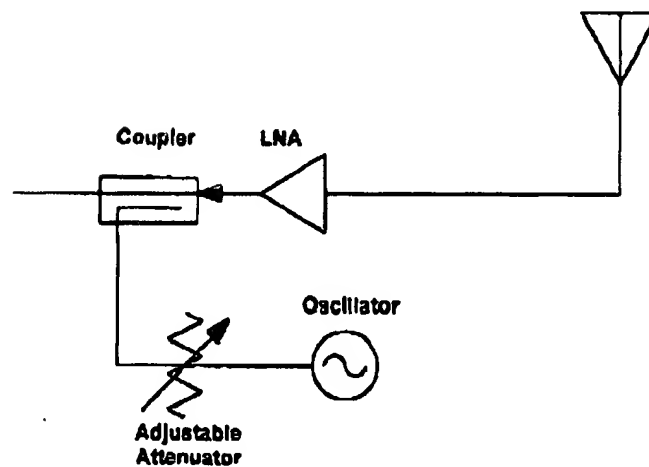 Coupler
LNA
Oscillator
Adjustable
Attenuator